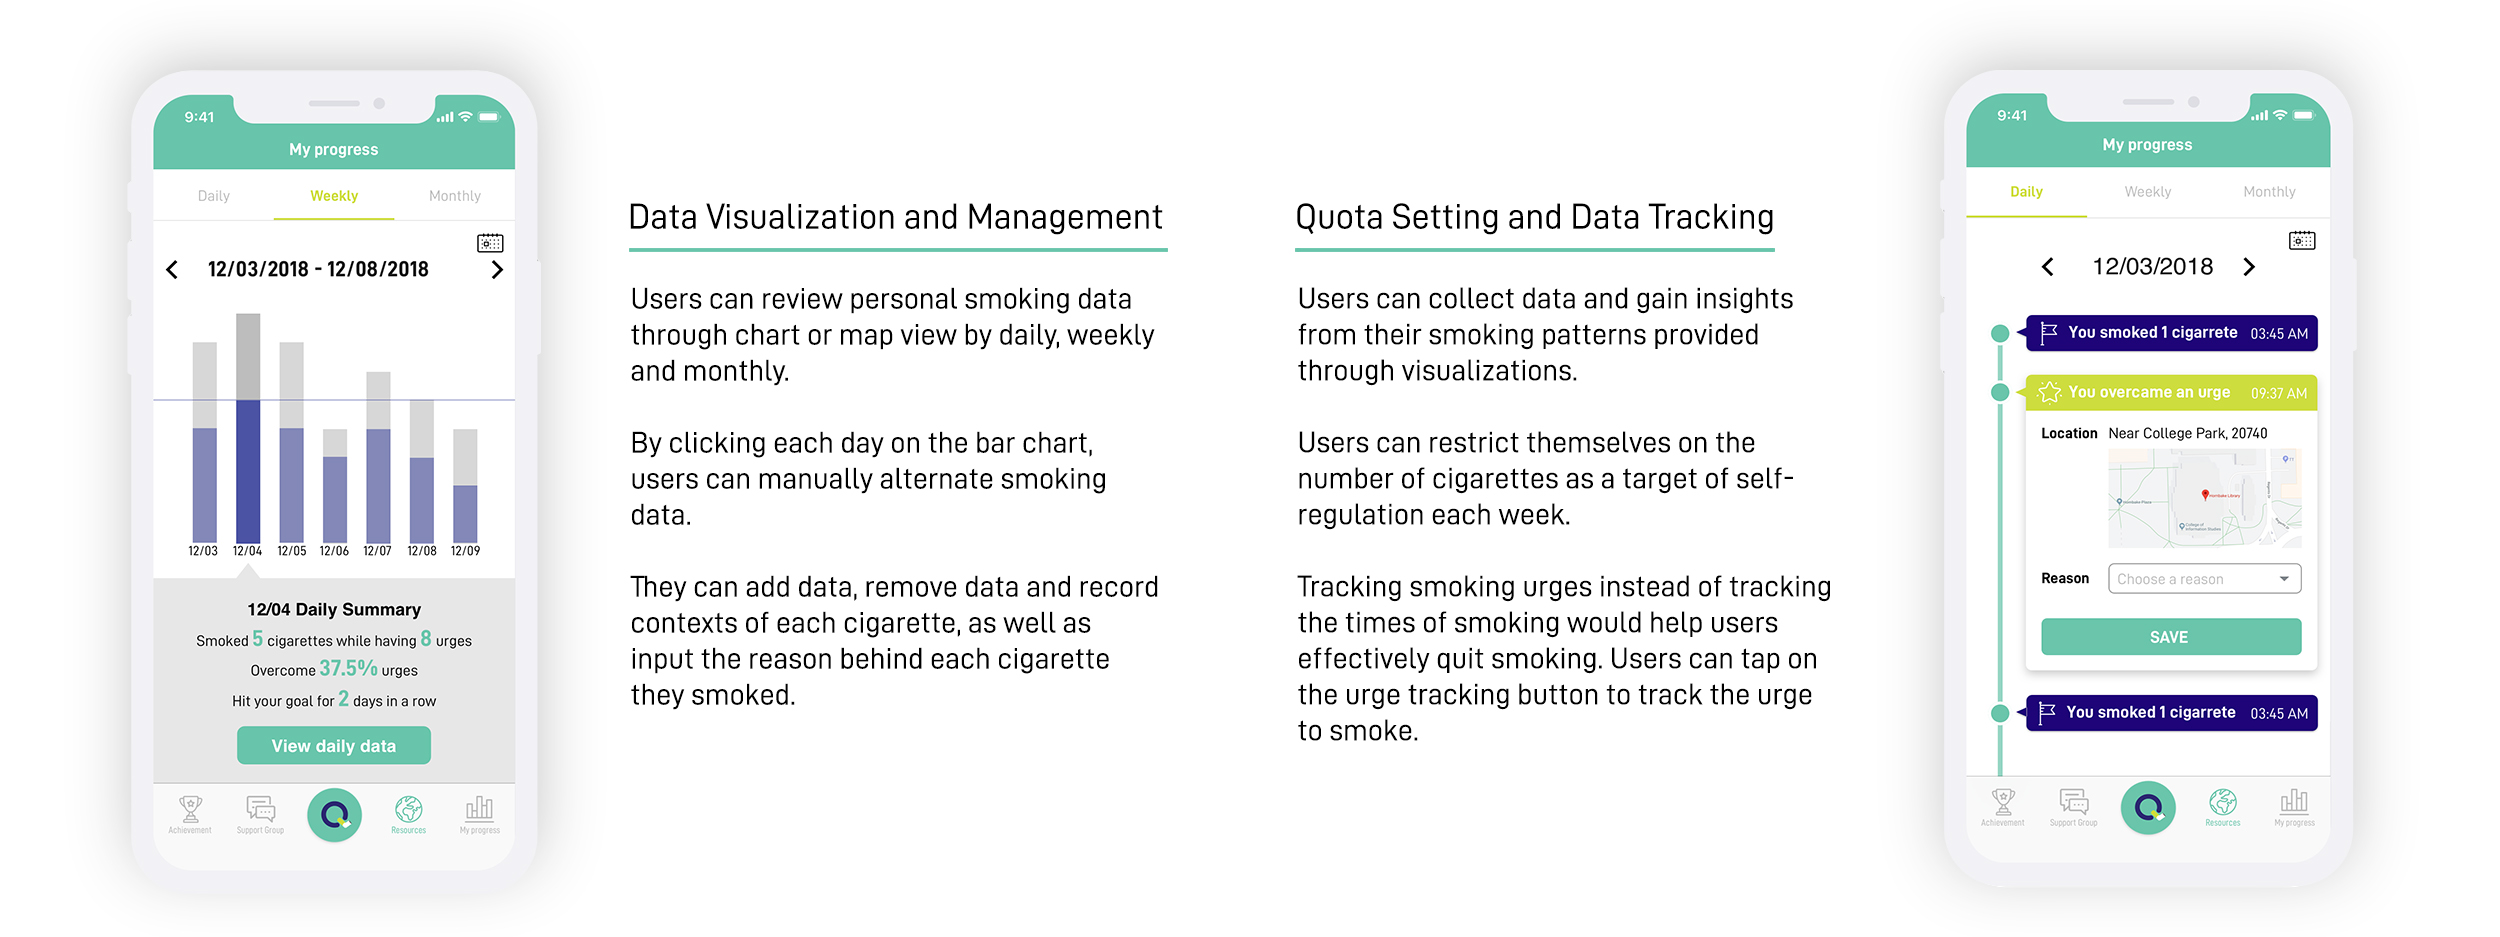 9:41
My progress
Daily Weekly Monthly
12/03/2018 - 12/08/2018
12/03 12/04 12/05 12/06 12/07 12/08 12/09
12/04 Daily Summary
Smoked 5 cigarettes while having 8 urges
Overcome 37.5% urges
Hit your goal for 2 days in a row
View daily data
Achievement Support Group Resources My progress
Data Visualization and Management
Users can review personal smoking data
through chart or map view by daily, weekly
and monthly.
By clicking each day on the bar chart,
users can manually alternate smoking
data.
They can add data, remove data and record
contexts of each cigarette, as well as
input the reason behind each cigarette
they smoked.
Quota Setting and Data Tracking
Users can collect data and gain insights
from their smoking patterns provided
through visualizations.
Users can restrict themselves on the
number of cigarettes as a target of self-
regulation each week.
Tracking smoking urges instead of tracking
the times of smoking would help users
effectively quit smoking. Users can tap on
the urge tracking button to track the urge
to smoke.
9:41
My progress
Daily Weekly Monthly
12/03/2018
You smoked 1 cigarrete 03:45 AM
You overcame an urge 09:37 AM
Location Near College Park, 20740
Hornbake Plaza
Hornbake Library
College of
Information Studies
Reason Choose a reason
SAVE
You smoked 1 cigarrete 03:45 AM
Achievement Support Group Resources My progress